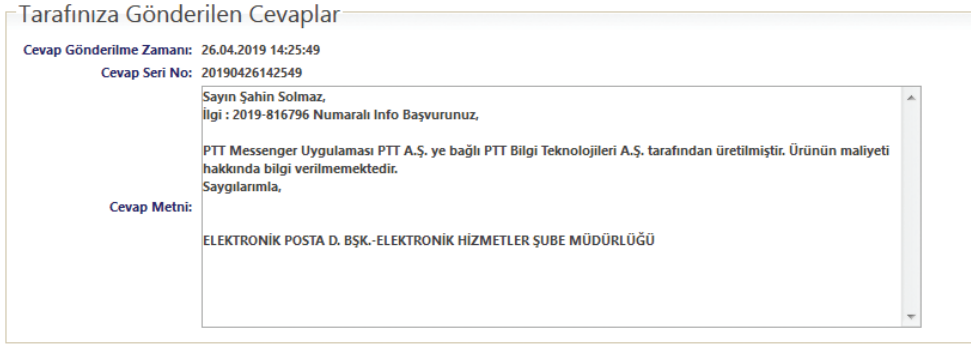 Tarafınıza Gönderilen Cevaplar
Cevap Gönderilme Zamanı: 26.04.2019 14:25:49
Cevap Seri No: 20190426142549
Sayın Şahin Solmaz,
İlgi : 2019-816796 Numaralı Info Başvurunuz,
PTT Messenger Uygulaması PTT A.Ş. ye bağlı PTT Bilgi Teknolojileri A.Ş. tarafından üretilmiştir. Ürünün maliyeti
hakkında bilgi verilmemektedir.
Saygılarımla,
Cevap Metni:
ELEKTRONİK POSTA D. BŞK.-ELEKTRONİK HİZMETLER ŞUBE MÜDÜRLÜĞÜ